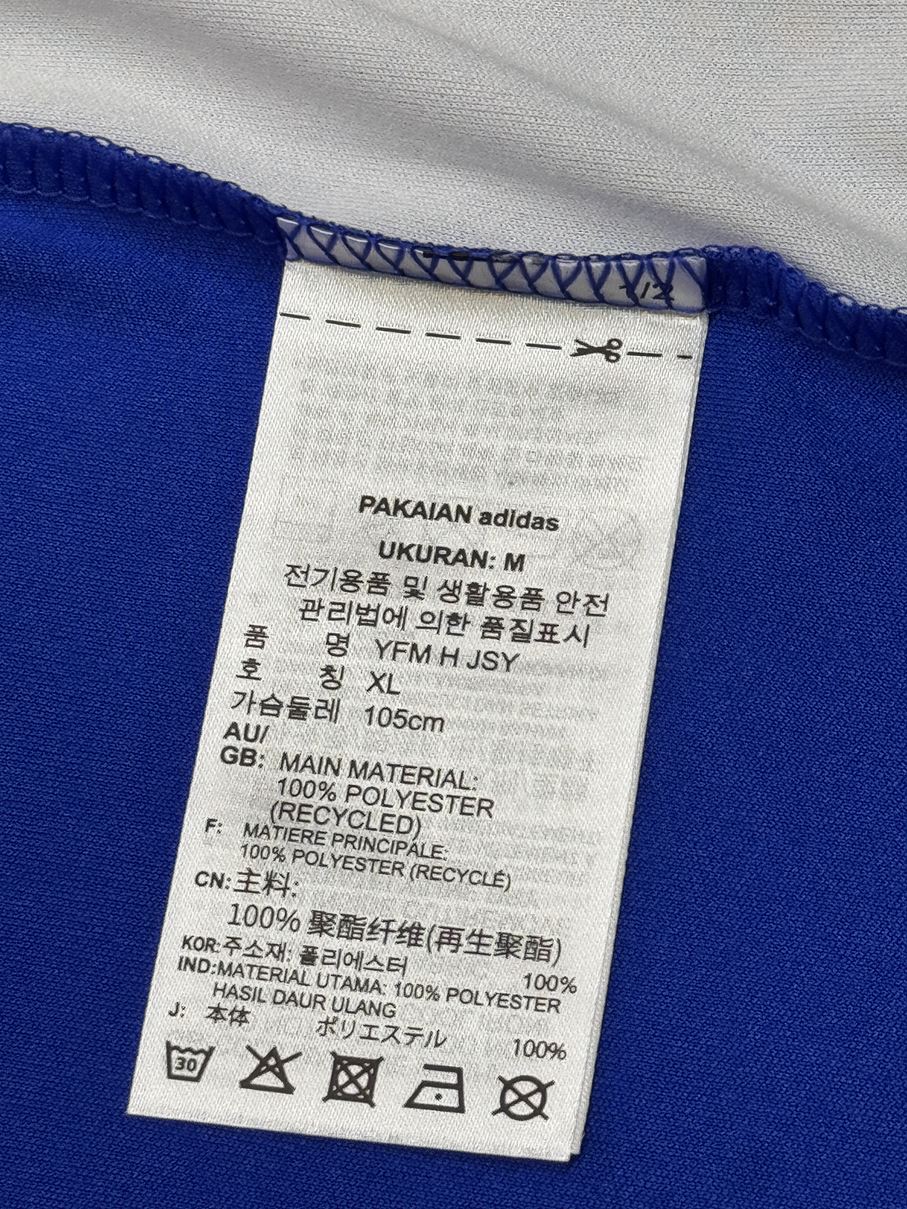 1/2
PAKAIAN adidas
UKURAN: M
전기용품 및 생활용품 안전
관리법에 의한 품질표시
품 명 YFM H JSY
호 칭 XL
가슴둘레 105cm
AU/
GB: MAIN MATERIAL:
100% POLYESTER
(RECYCLED)
F: MATIERE PRINCIPALE:
100% POLYESTER (RECYCLÉ)
CN:主料:
100% 聚酯纤维(再生聚酯)
KOR:주소재: 폴리에스터 100%
IND:MATERIAL UTAMA: 100% POLYESTER
HASIL DAUR ULANG
J: 本体 ポリエステル 100%
30